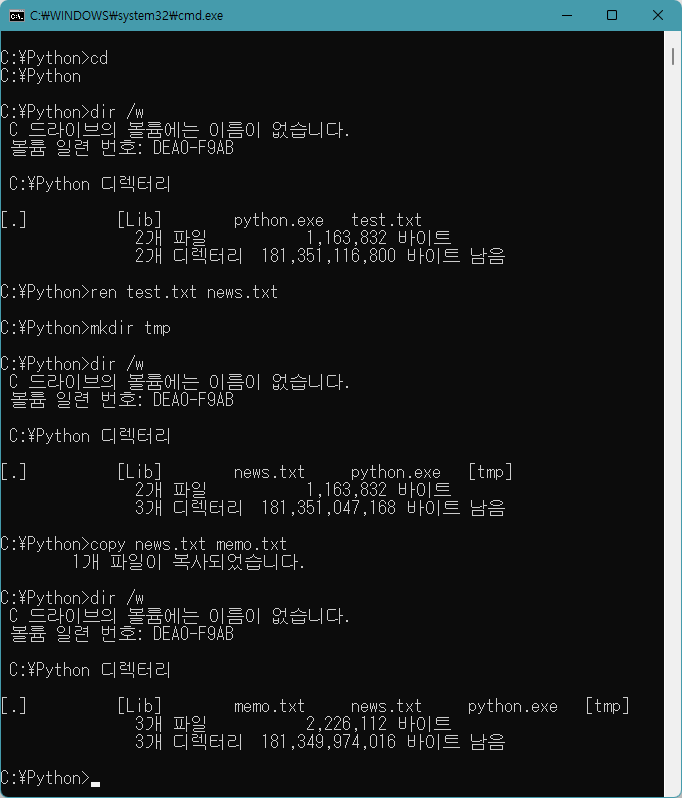 C:₩WINDOWS₩system32₩cmd.exe
C:₩Python>cd
C:₩Python
C:₩Python>dir /w
C 드라이브의 볼륨에는 이름이 없습니다.
볼륨 일련 번호: DEA0-F9AB
C:₩Python 디렉터리
[.] [Lib] python.exe test.txt
2개 파일 1,163,832 바이트
2개 디렉터리 181,351,116,800 바이트 남음
C:₩Python>ren test.txt news.txt
C:₩Python>mkdir tmp
C:₩Python>dir /w
C 드라이브의 볼륨에는 이름이 없습니다.
볼륨 일련 번호: DEA0-F9AB
C:₩Python 디렉터리
[.] [Lib] news.txt python.exe [tmp]
2개 파일 1,163,832 바이트
3개 디렉터리 181,351,047,168 바이트 남음
C:₩Python>copy news.txt memo.txt
1개 파일이 복사되었습니다.
C:₩Python>dir /w
C 드라이브의 볼륨에는 이름이 없습니다.
볼륨 일련 번호: DEA0-F9AB
C:₩Python 디렉터리
[.] [Lib] memo.txt news.txt python.exe [tmp]
3개 파일 2,226,112 바이트
3개 디렉터리 181,349,974,016 바이트 남음
C:₩Python>